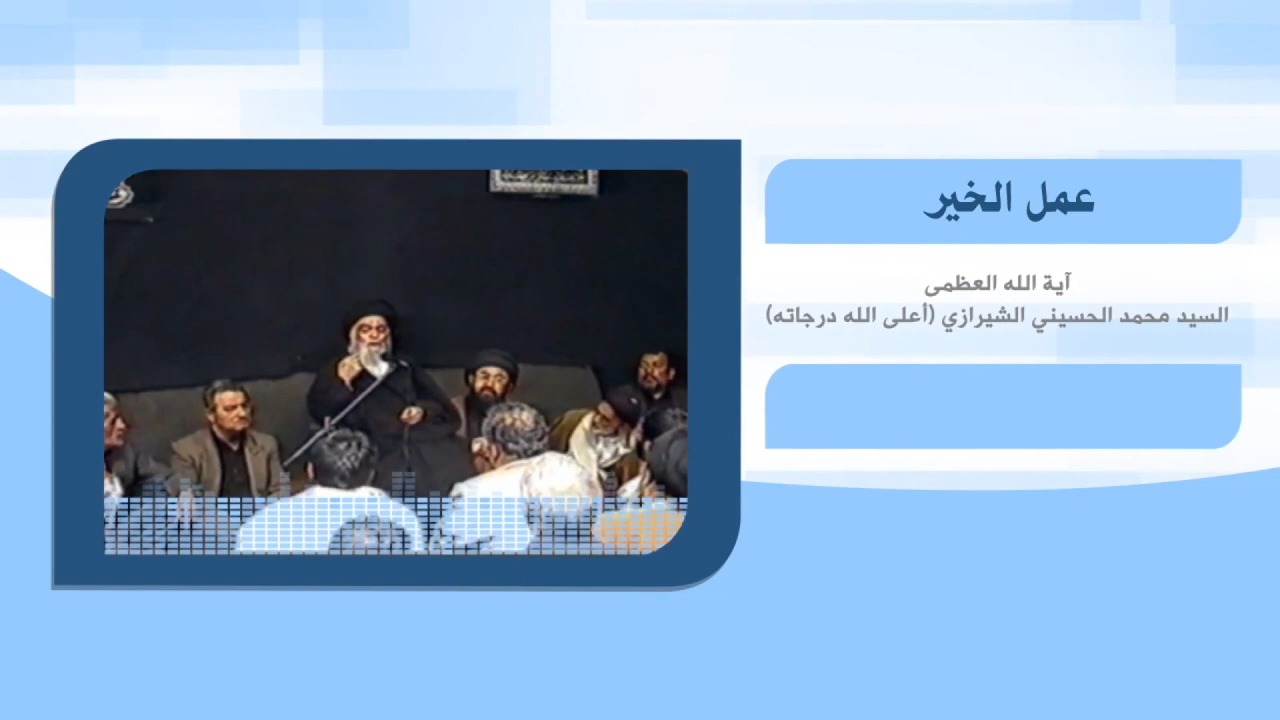 عمل الخير
آية الله العظمى
السيد محمد الحسيني الشيرازي (أعلى الله درجاته)